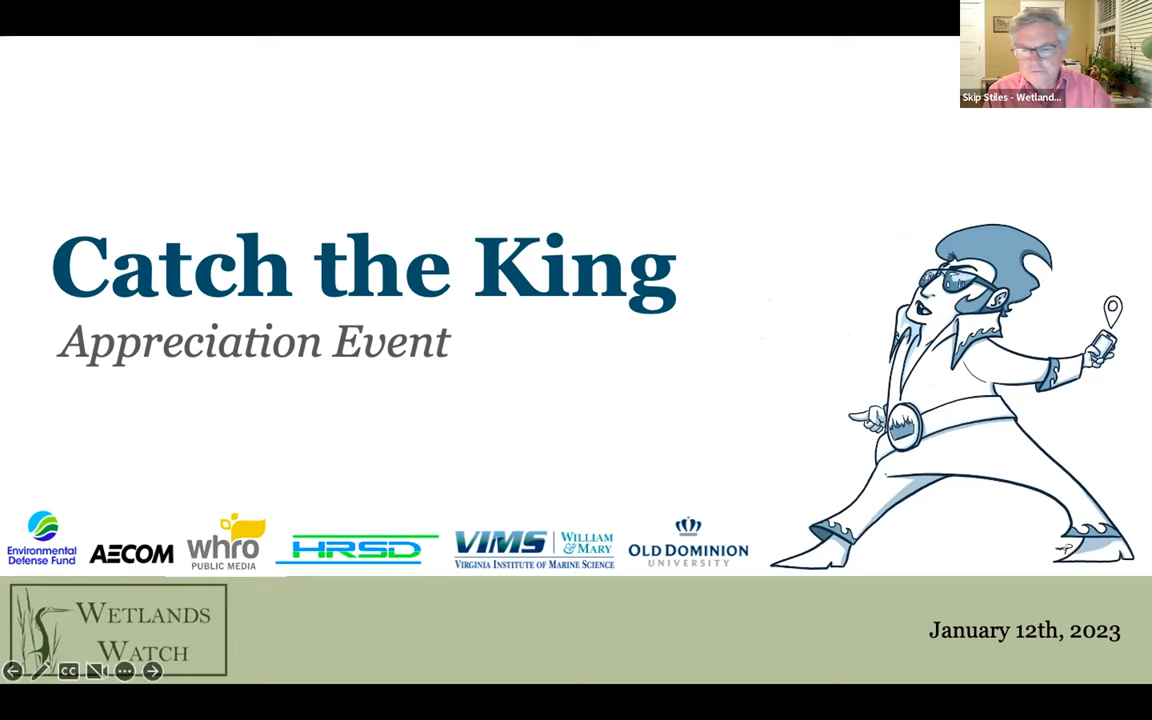 Skip Stiles - Wetland...
Catch the King
Appreciation Event
Environmental
Defense Fund
AECOM
whro
PUBLIC MEDIA
HRSD
VIMS
WILLIAM
& MARY
VIRGINIA INSTITUTE OF MARINE SCIENCE
OLD DOMINION
UNIVERSITY
WETLANDS
WATCH
CC
January 12th, 2023